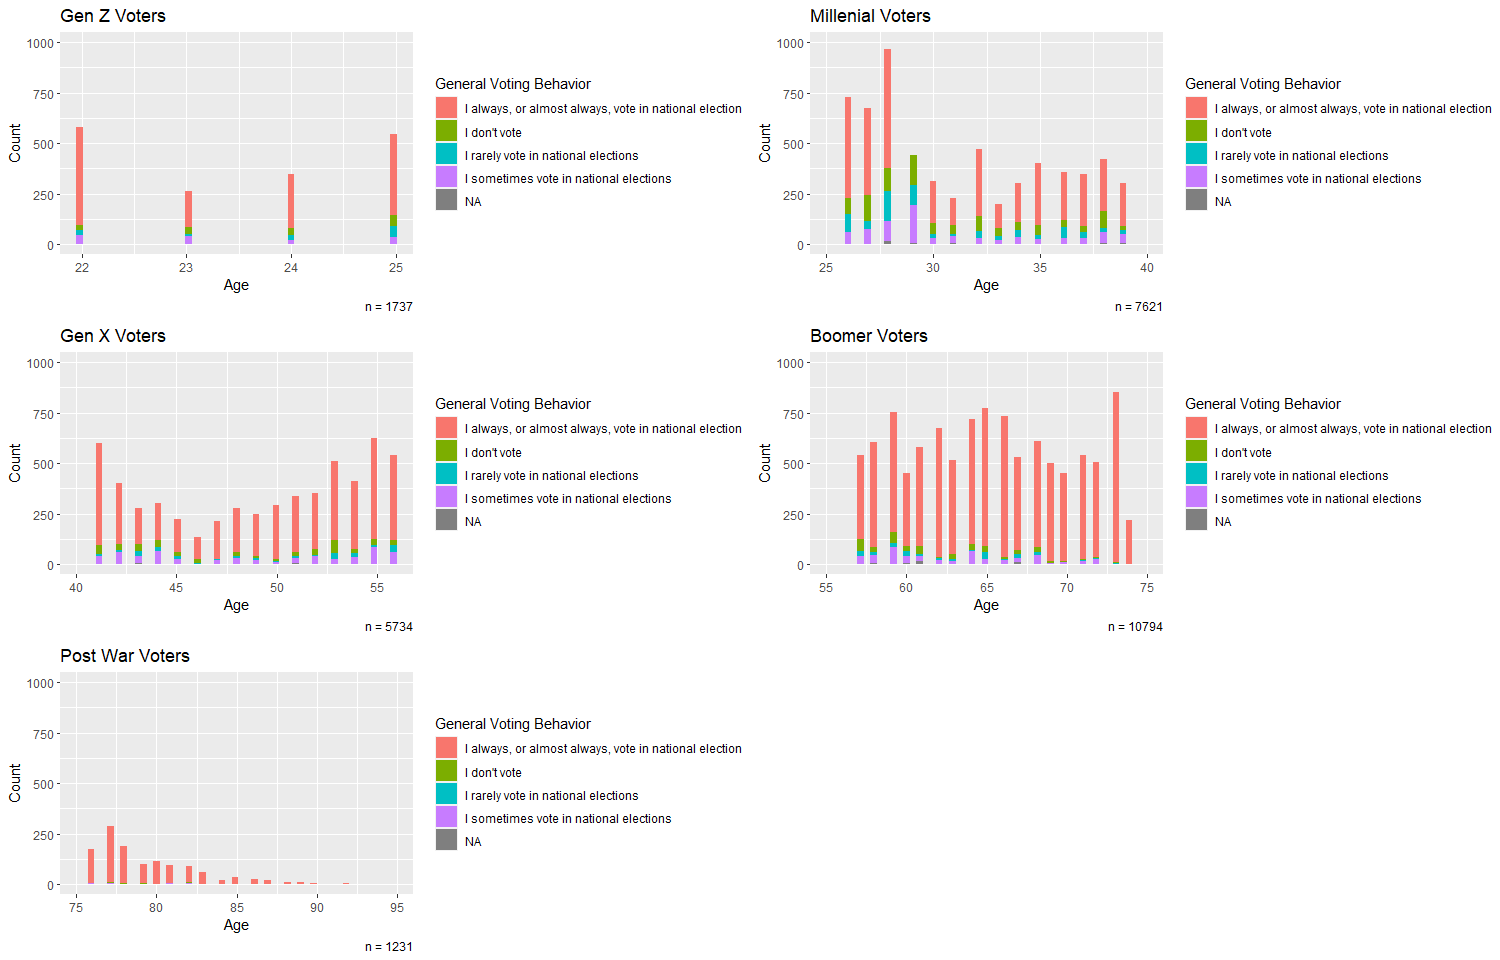 Gen Z Voters
1000
750
500
250
0
Count
22 23 24 25
Age
n = 1737
General Voting Behavior
I always, or almost always, vote in national election
I don't vote
I rarely vote in national elections
I sometimes vote in national elections
NA
Millenial Voters
1000
750
500
250
0
Count
25 30 35 40
Age
n = 7621
General Voting Behavior
I always, or almost always, vote in national election
I don't vote
I rarely vote in national elections
I sometimes vote in national elections
NA
Gen X Voters
1000
750
500
250
0
Count
40 45 50 55
Age
n = 5734
General Voting Behavior
I always, or almost always, vote in national election
I don't vote
I rarely vote in national elections
I sometimes vote in national elections
NA
Boomer Voters
1000
750
500
250
0
Count
55 60 65 70 75
Age
n = 10794
General Voting Behavior
I always, or almost always, vote in national election
I don't vote
I rarely vote in national elections
I sometimes vote in national elections
NA
Post War Voters
1000
750
500
250
0
Count
75 80 85 90 95
Age
n = 1231
General Voting Behavior
I always, or almost always, vote in national election
I don't vote
I rarely vote in national elections
I sometimes vote in national elections
NA